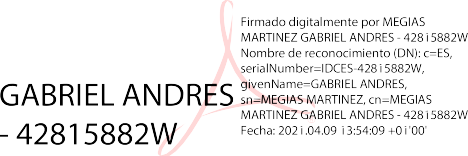 GABRIEL ANDRES
- 42815882W
Firmado digitalmente por MEGIAS
MARTINEZ GABRIEL ANDRES - 42815882W
Nombre de reconocimiento (DN): c=ES,
serialNumber=IDCES-42815882W,
givenName=GABRIEL ANDRES,
sn=MEGIAS MARTINEZ, cn=MEGIAS
MARTINEZ GABRIEL ANDRES - 42815882W
Fecha: 2021.04.09 13:54:09 +01'00'